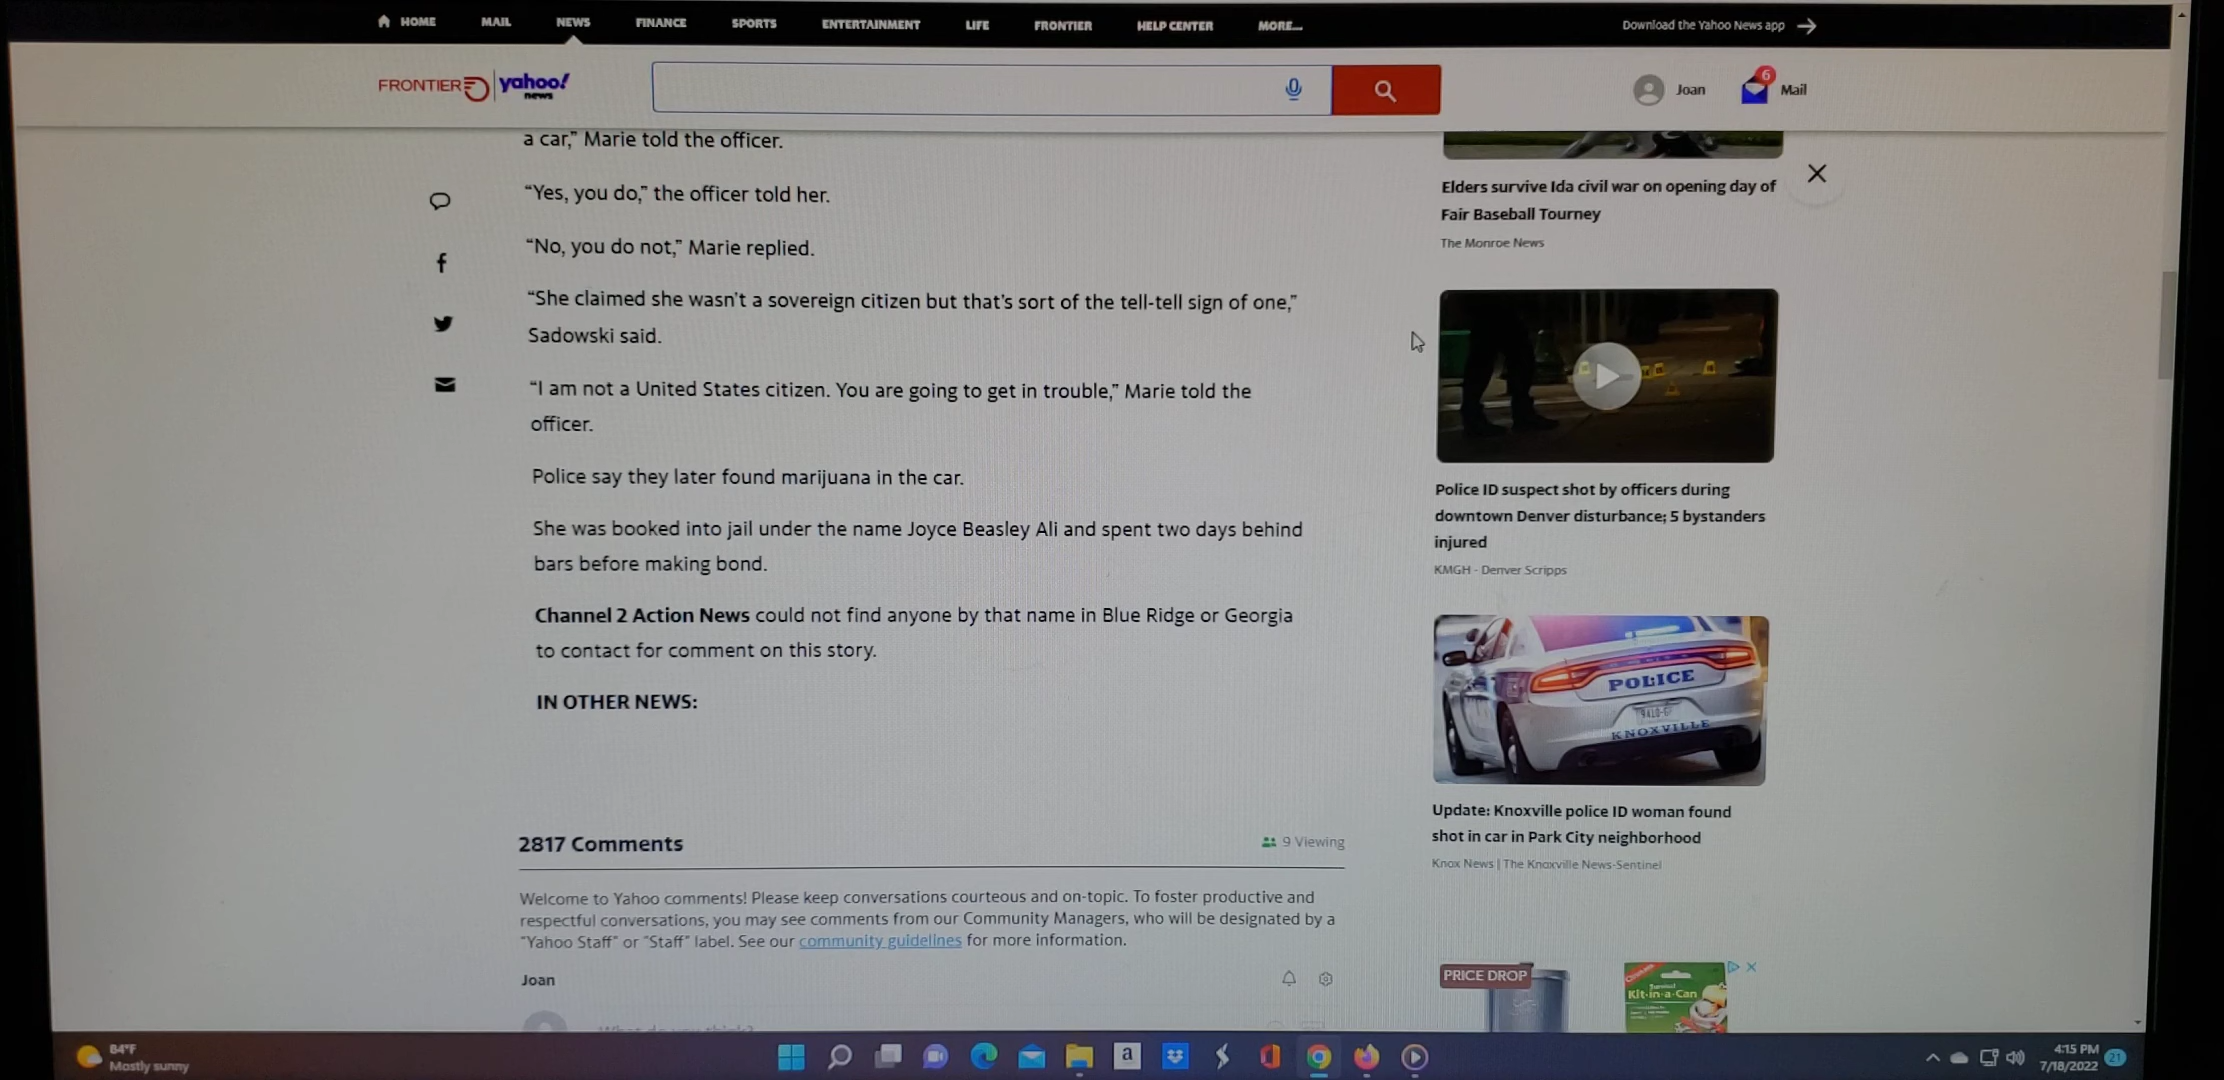 HOME MAIL NEWS FINANCE SPORTS ENTERTAINMENT LIFE FRONTIER HELP CENTER MORE... Download the Yahoo News app
FRONTIER yahoo! news
Joan 6 Mail
a car,” Marie told the officer.
“Yes, you do,” the officer told her.
“No, you do not,” Marie replied.
“She claimed she wasn’t a sovereign citizen but that’s sort of the tell-tell sign of one,”
Sadowski said.
“I am not a United States citizen. You are going to get in trouble,” Marie told the
officer.
Police say they later found marijuana in the car.
She was booked into jail under the name Joyce Beasley Ali and spent two days behind
bars before making bond.
Channel 2 Action News could not find anyone by that name in Blue Ridge or Georgia
to contact for comment on this story.
IN OTHER NEWS:
2817 Comments
9 Viewing
Welcome to Yahoo comments! Please keep conversations courteous and on-topic. To foster productive and
respectful conversations, you may see comments from our Community Managers, who will be designated by a
“Yahoo Staff” or “Staff” label. See our community guidelines for more information.
Joan
Elders survive Ida civil war on opening day of
Fair Baseball Tourney
The Monroe News
Police ID suspect shot by officers during
downtown Denver disturbance; 5 bystanders
injured
KMGH - Denver Scripps
POLICE
KNOXVILLE
Update: Knoxville police ID woman found
shot in car in Park City neighborhood
Knox News | The Knoxville News-Sentinel
PRICE DROP
Kit-in-a-Can
84°F
Mostly sunny
a
4:15 PM
7/18/2022
21